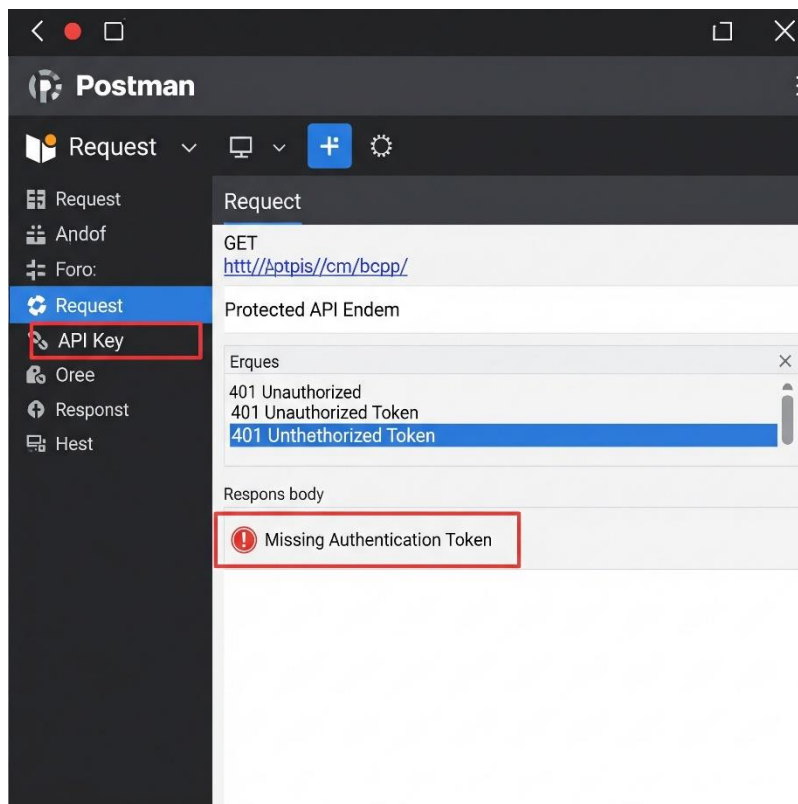 Postman
Request
Request
Andof
Foro:
Request
API Key
Oree
Responst
Hest
Requect
GET
httt//Aptpis//cm/bcpp/
Protected API Endem
Erques
401 Unauthorized
401 Unauthorized Token
401 Unthethorized Token
Respons body
Missing Authentication Token